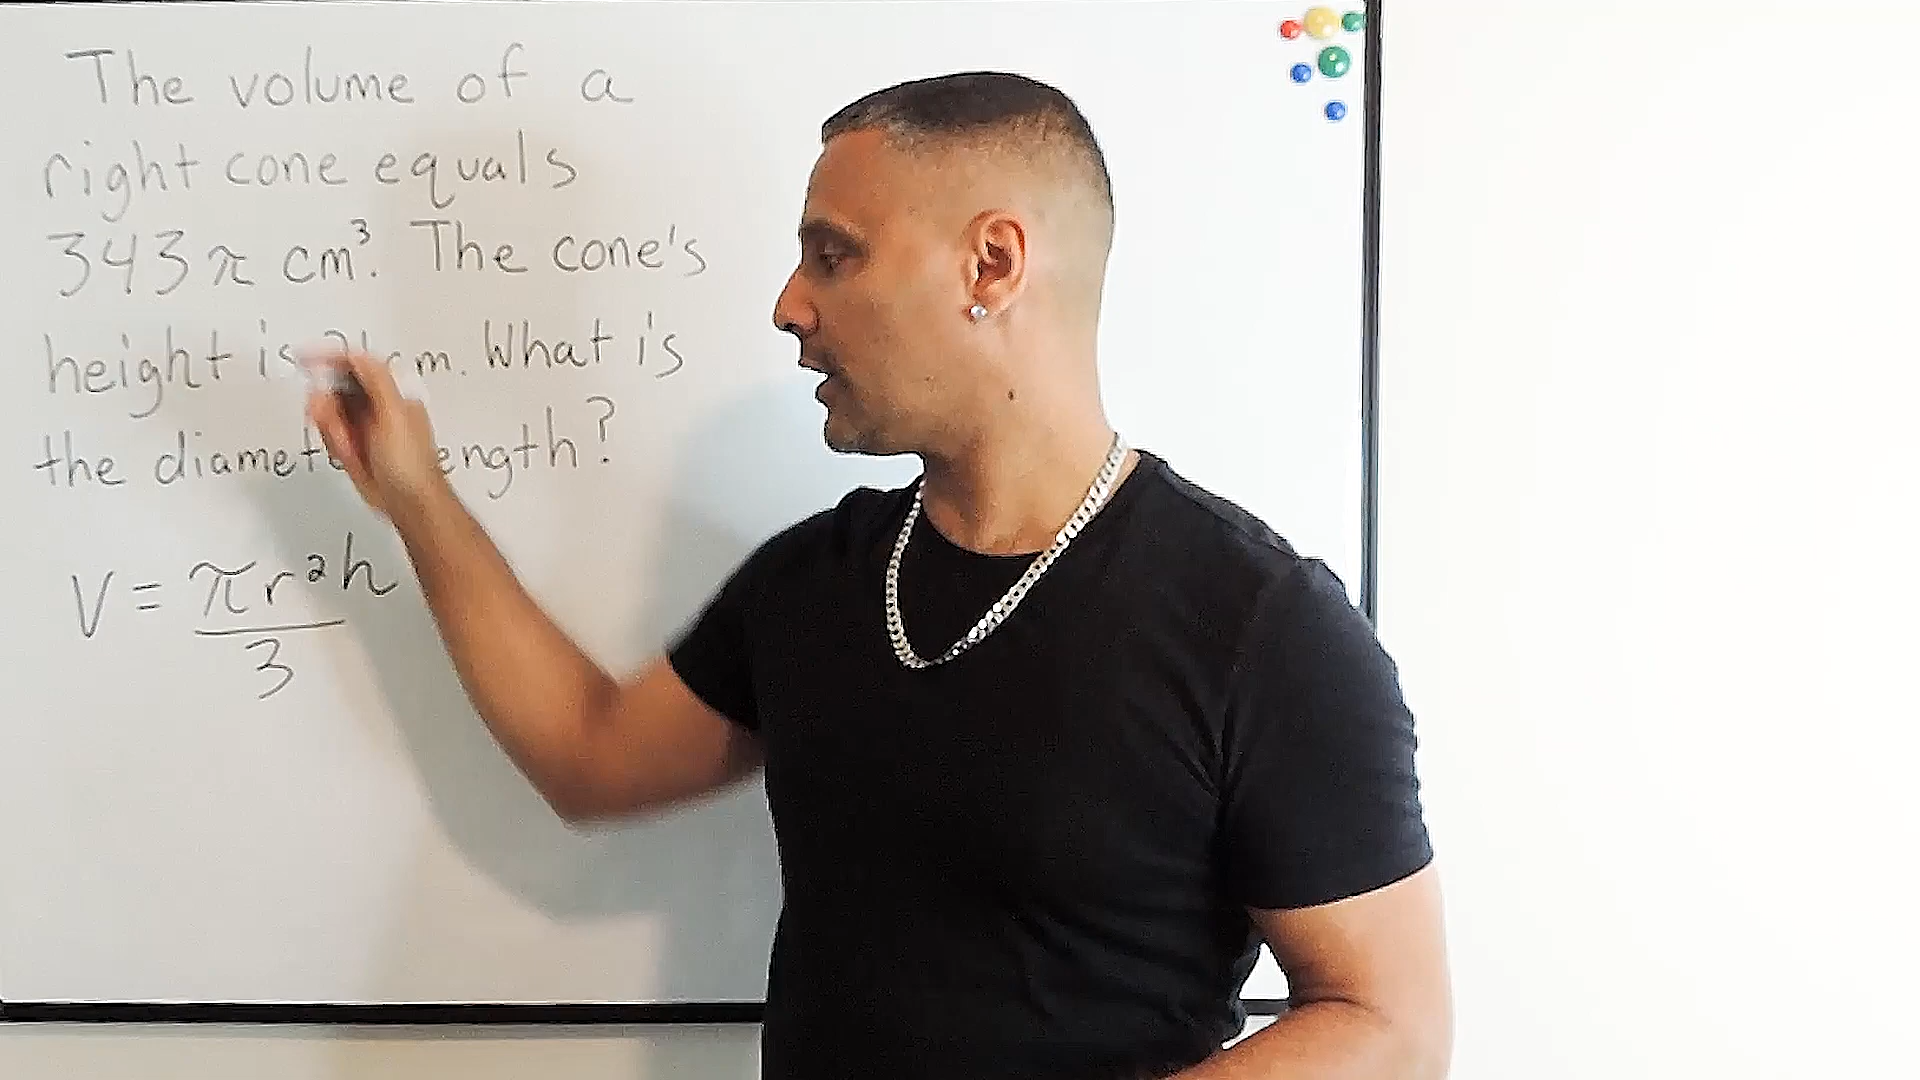 The volume of a
right cone equals
343π cm³. The cone's
height is 21 cm. What is
the diameter length?
V = πr²h
3